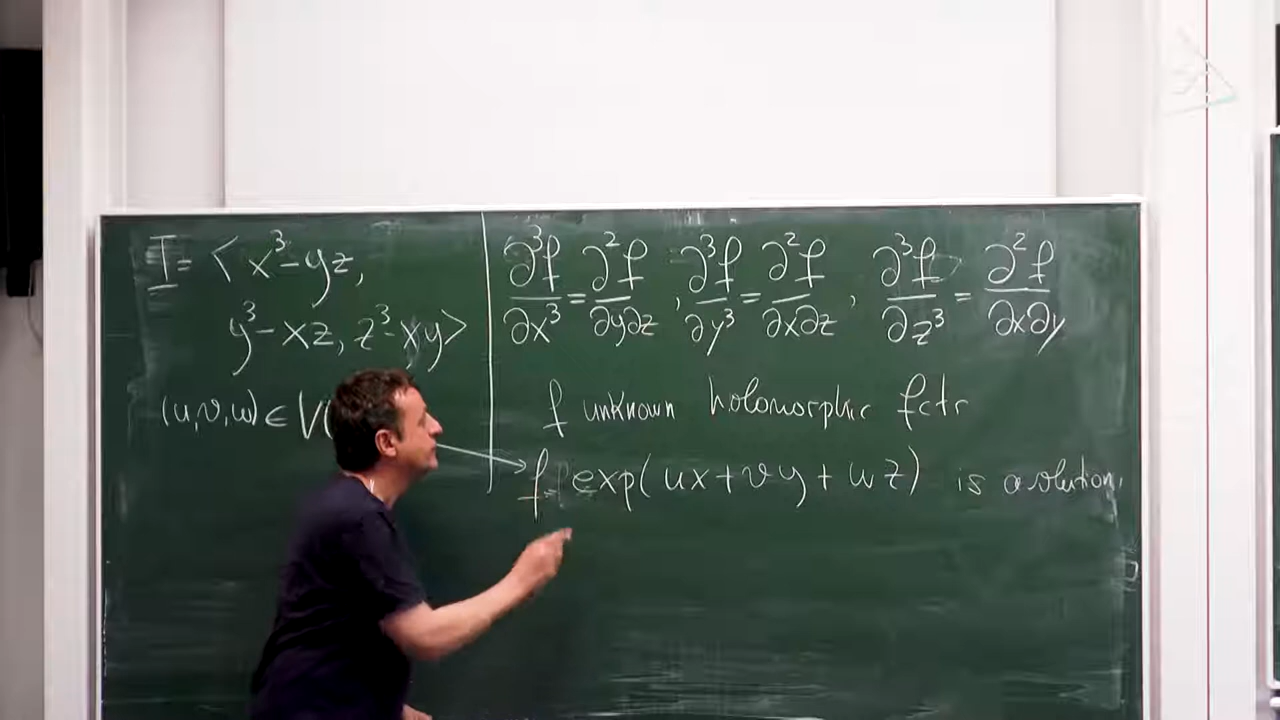 I = < x³-yz,
y³-xz, z³-xy>
(u,v,w) ∈ V(
∂³f/∂x³ = ∂²f/∂y∂z , ∂³f/∂y³ = ∂²f/∂x∂z , ∂³f/∂z³ = ∂²f/∂x∂y
f unknown holomorphic fctn
f exp(ux+vy+wz) is a solution.